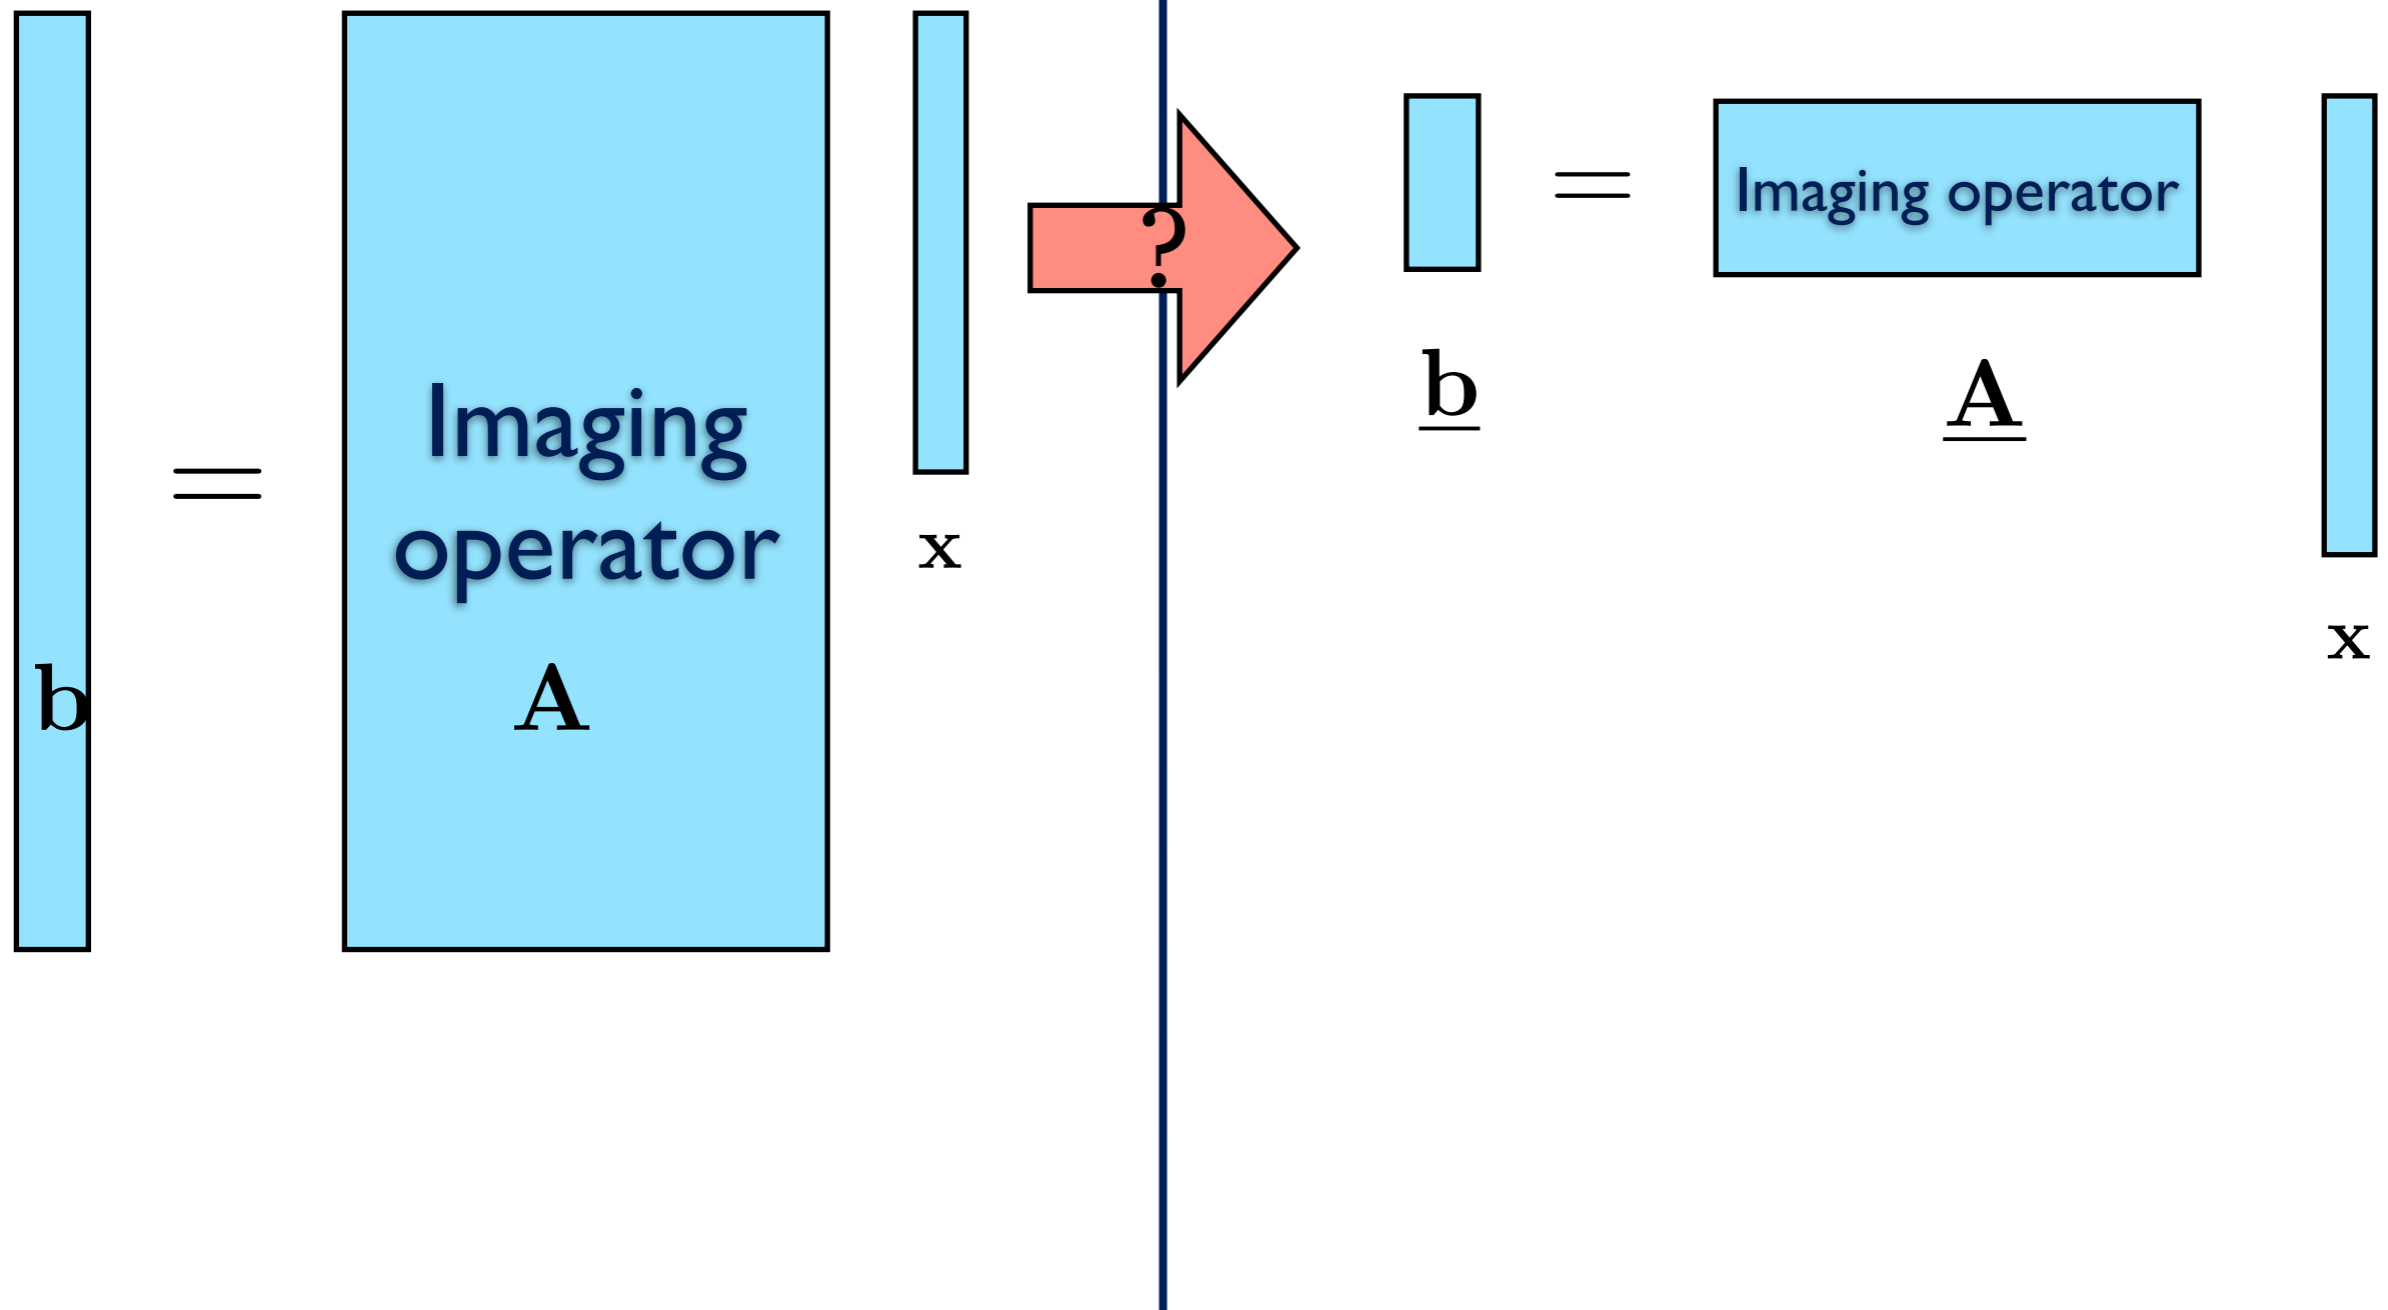 =
Imaging
operator
b
A
x
?
=
Imaging operator
b
A
x